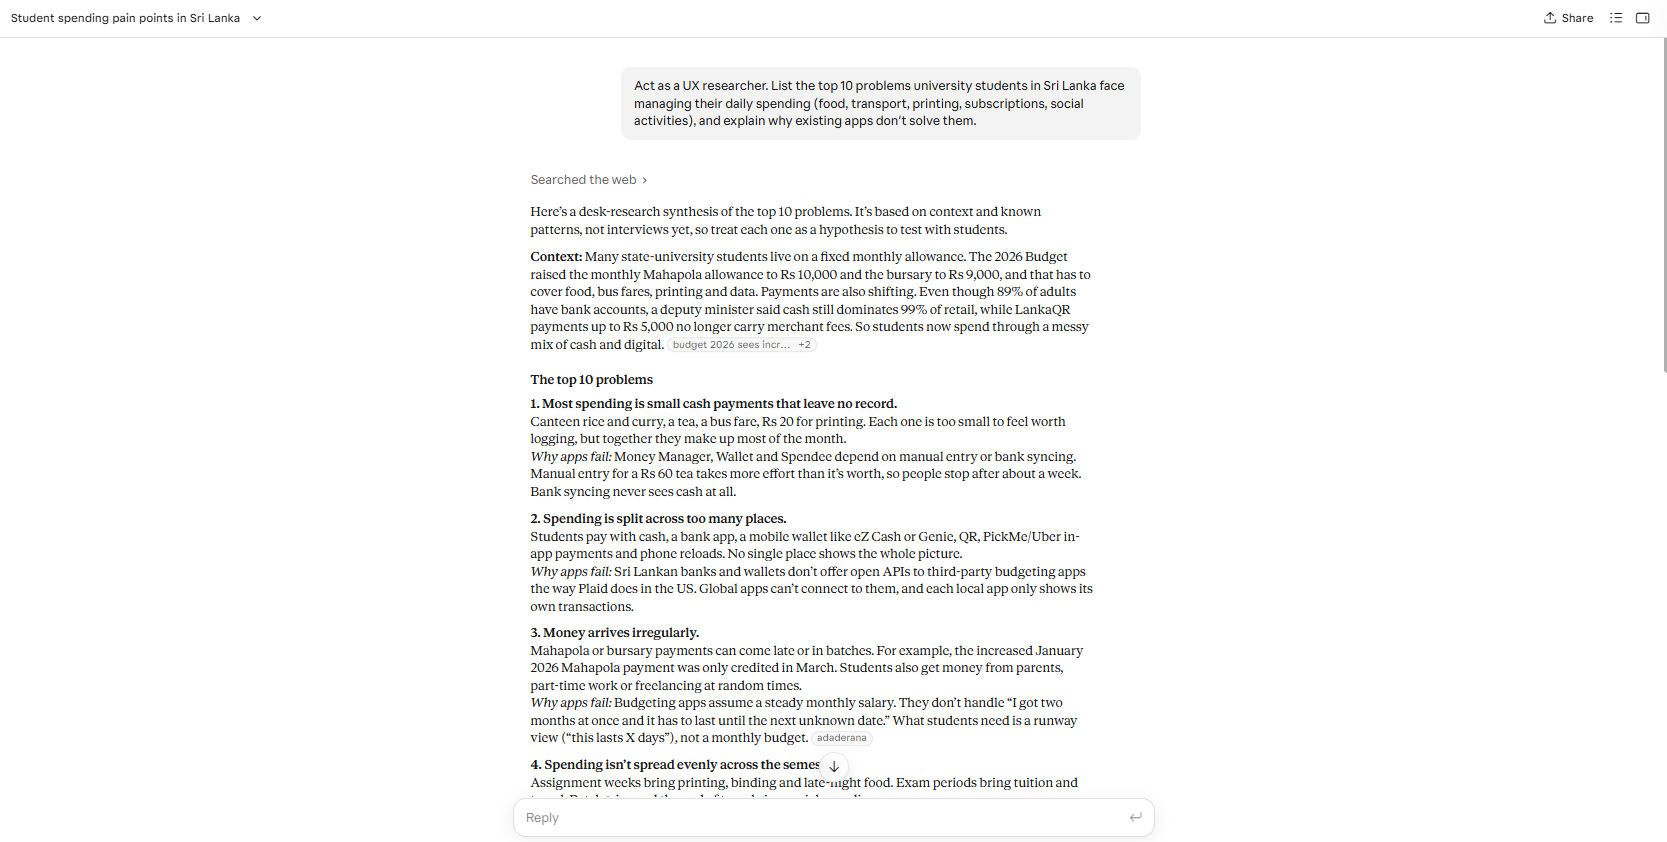 Student spending pain points in Sri Lanka
Share
Act as a UX researcher. List the top 10 problems university students in Sri Lanka face
managing their daily spending (food, transport, printing, subscriptions, social
activities), and explain why existing apps don't solve them.
Searched the web
Here's a desk-research synthesis of the top 10 problems. It's based on context and known
patterns, not interviews yet, so treat each one as a hypothesis to test with students.
Context: Many state-university students live on a fixed monthly allowance. The 2026 Budget
raised the monthly Mahapola allowance to Rs 10,000 and the bursary to Rs 9,000, and that has to
cover food, bus fares, printing and data. Payments are also shifting. Even though 89% of adults
have bank accounts, a deputy minister said cash still dominates 99% of retail, while LankaQR
payments up to Rs 5,000 no longer carry merchant fees. So students now spend through a messy
mix of cash and digital. budget 2026 sees incr... +2
The top 10 problems
1. Most spending is small cash payments that leave no record.
Canteen rice and curry, a tea, a bus fare, Rs 20 for printing. Each one is too small to feel worth
logging, but together they make up most of the month.
Why apps fail: Money Manager, Wallet and Spendee depend on manual entry or bank syncing.
Manual entry for a Rs 60 tea takes more effort than it's worth, so people stop after about a week.
Bank syncing never sees cash at all.
2. Spending is split across too many places.
Students pay with cash, a bank app, a mobile wallet like eZ Cash or Genie, QR, PickMe/Uber in-
app payments and phone reloads. No single place shows the whole picture.
Why apps fail: Sri Lankan banks and wallets don't offer open APIs to third-party budgeting apps
the way Plaid does in the US. Global apps can't connect to them, and each local app only shows its
own transactions.
3. Money arrives irregularly.
Mahapola or bursary payments can come late or in batches. For example, the increased January
2026 Mahapola payment was only credited in March. Students also get money from parents,
part-time work or freelancing at random times.
Why apps fail: Budgeting apps assume a steady monthly salary. They don't handle "I got two
months at once and it has to last until the next unknown date." What students need is a runway
view ("this lasts X days"), not a monthly budget. adaderana
4. Spending isn't spread evenly across the semes
Assignment weeks bring printing, binding and late-night food. Exam periods bring tuition and
Reply